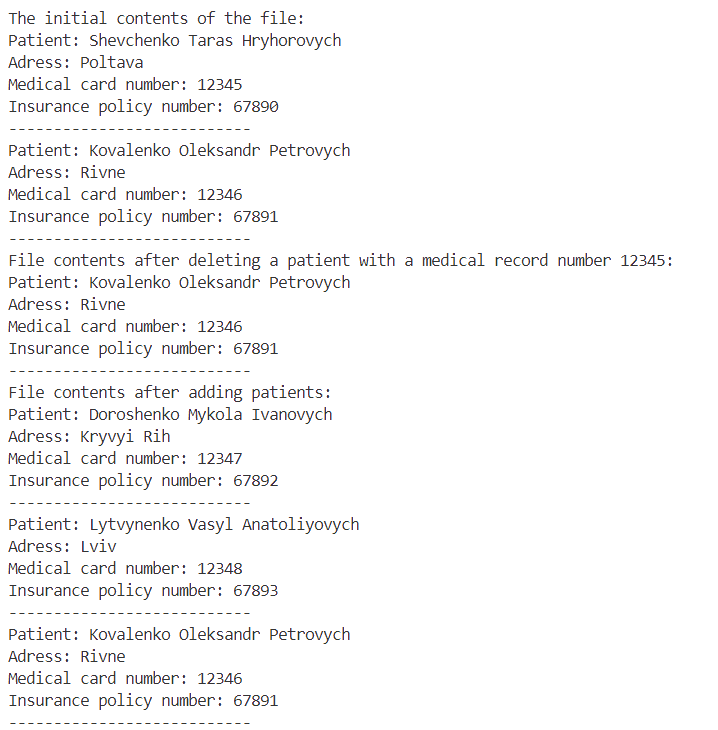 The initial contents of the file:
Patient: Shevchenko Taras Hryhorovych
Adress: Poltava
Medical card number: 12345
Insurance policy number: 67890
---------------------------
Patient: Kovalenko Oleksandr Petrovych
Adress: Rivne
Medical card number: 12346
Insurance policy number: 67891
---------------------------
File contents after deleting a patient with a medical record number 12345:
Patient: Kovalenko Oleksandr Petrovych
Adress: Rivne
Medical card number: 12346
Insurance policy number: 67891
---------------------------
File contents after adding patients:
Patient: Doroshenko Mykola Ivanovych
Adress: Kryvyi Rih
Medical card number: 12347
Insurance policy number: 67892
---------------------------
Patient: Lytvynenko Vasyl Anatoliyovych
Adress: Lviv
Medical card number: 12348
Insurance policy number: 67893
---------------------------
Patient: Kovalenko Oleksandr Petrovych
Adress: Rivne
Medical card number: 12346
Insurance policy number: 67891
---------------------------